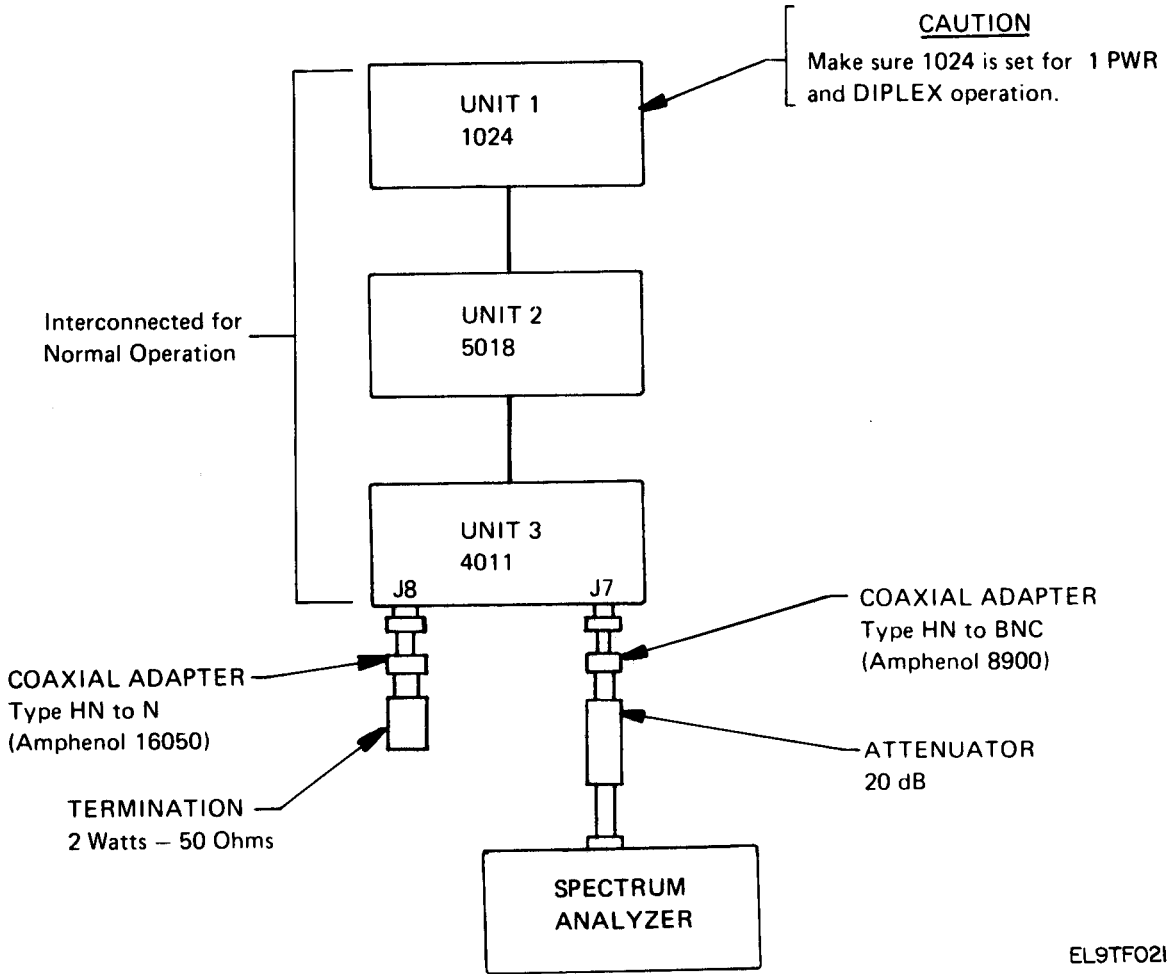 CAUTION
Make sure 1024 is set for 1 PWR
and DIPLEX operation.
UNIT 1
1024
UNIT 2
5018
Interconnected for
Normal Operation
UNIT 3
4011
J8
J7
COAXIAL ADAPTER
Type HN to BNC
(Amphenol 8900)
COAXIAL ADAPTER
Type HN to N
(Amphenol 16050)
ATTENUATOR
20 dB
TERMINATION
2 Watts — 50 Ohms
SPECTRUM
ANALYZER
EL9TF021